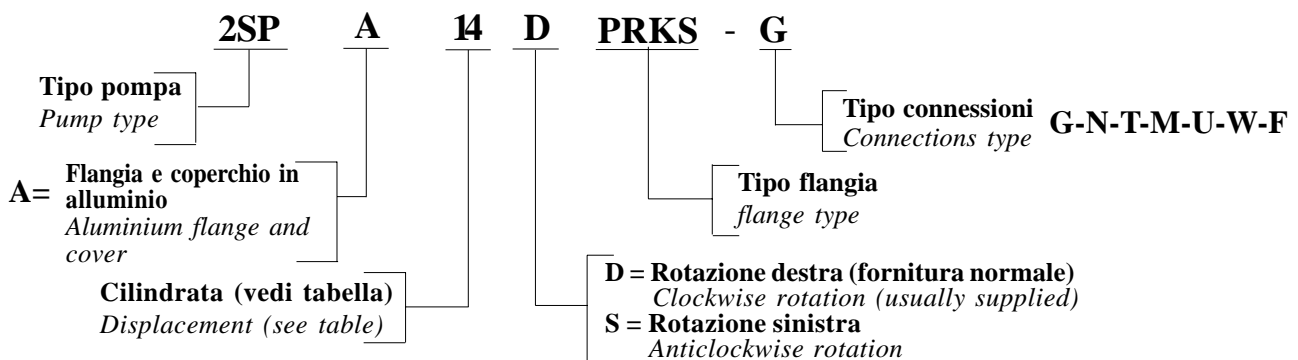 2SP A 14 D PRKS - G
Tipo pompa
Pump type
Tipo connessioni
Connections type
G-N-T-M-U-W-F
A=
Flangia e coperchio in
alluminio
Aluminium flange and
cover
Tipo flangia
flange type
Cilindrata (vedi tabella)
Displacement (see table)
D = Rotazione destra (fornitura normale)
Clockwise rotation (usually supplied)
S = Rotazione sinistra
Anticlockwise rotation